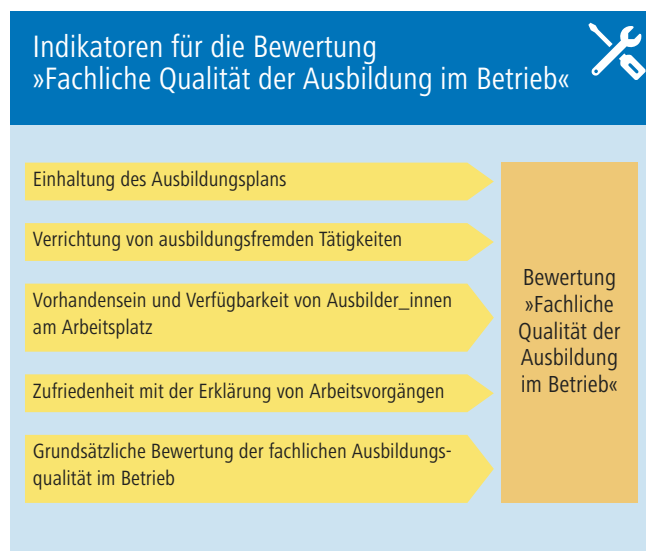 Indikatoren für die Bewertung
»Fachliche Qualität der Ausbildung im Betrieb«
Einhaltung des Ausbildungsplans
Verrichtung von ausbildungsfremden Tätigkeiten
Vorhandensein und Verfügbarkeit von Ausbilder_innen
am Arbeitsplatz
Zufriedenheit mit der Erklärung von Arbeitsvorgängen
Grundsätzliche Bewertung der fachlichen Ausbildungs-
qualität im Betrieb
Bewertung
»Fachliche
Qualität der
Ausbildung
im Betrieb«